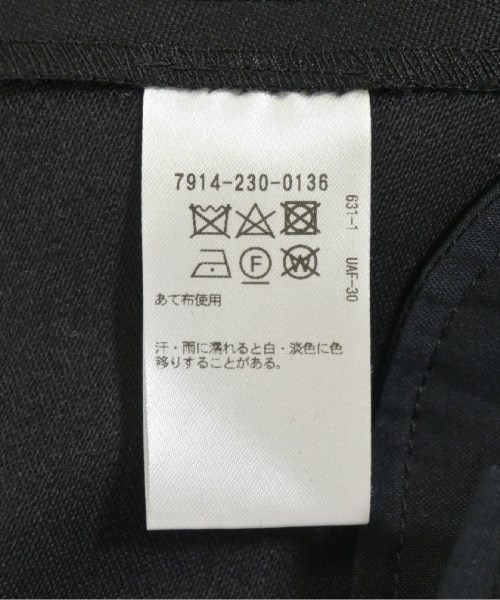 7914-230-0136
F W
あて布使用
汗・雨に濡れると白・淡色に色
移りすることがある。
631-1 UAF-30